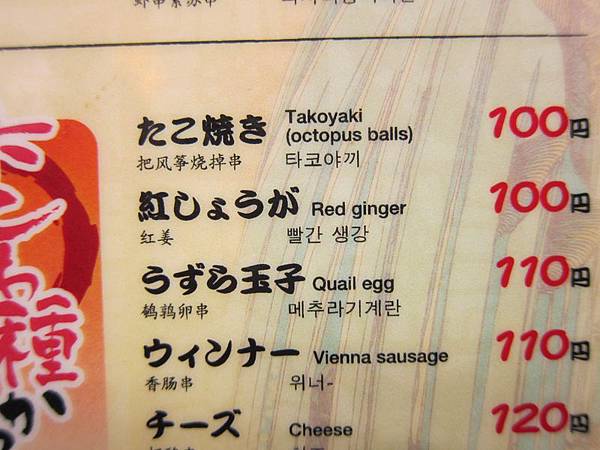 たこ焼き Takoyaki (octopus balls) 100円
把风筝烧掉串 타코야끼
紅しょうが Red ginger 100円
红姜 빨간 생강
うずら玉子 Quail egg 110円
鹌鹑卵串 메추라기계란
ウィンナー Vienna sausage 110円
香肠串 위너-
チーズ Cheese 120円
種
か